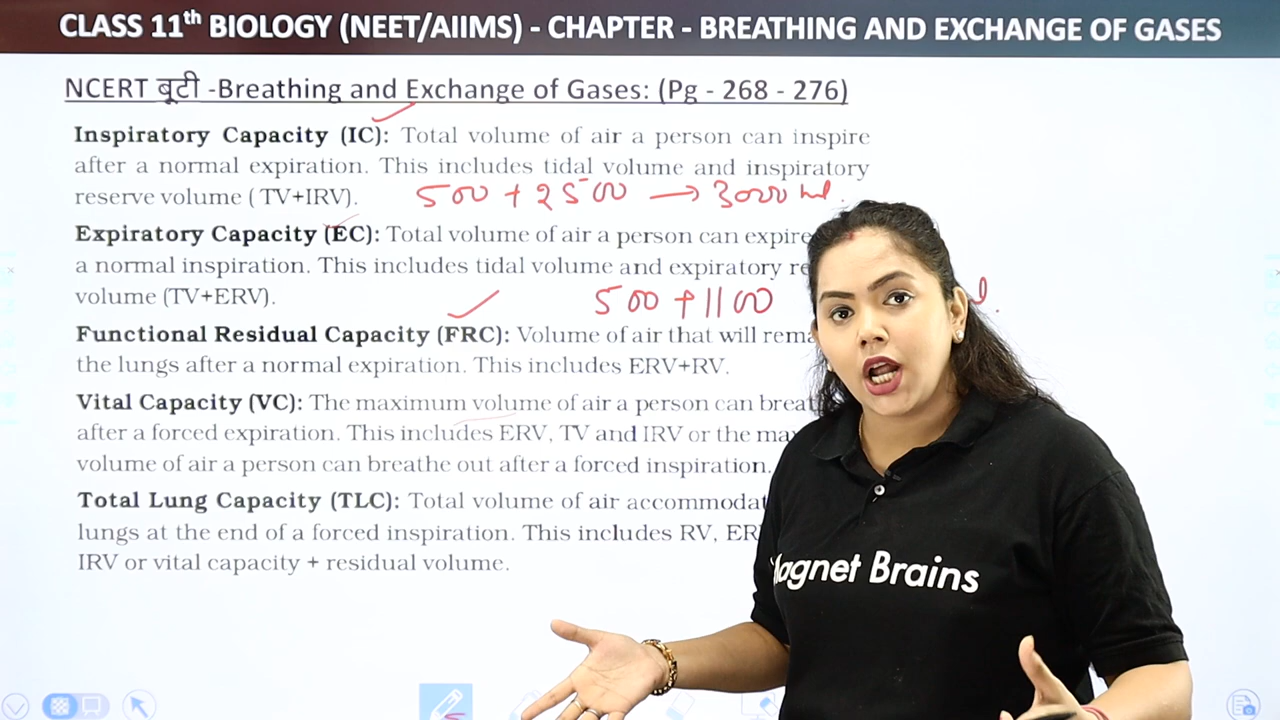 CLASS 11th BIOLOGY (NEET/AIIMS) - CHAPTER - BREATHING AND EXCHANGE OF GASES
NCERT बूटी -Breathing and Exchange of Gases: (Pg - 268 - 276)
Inspiratory Capacity (IC): Total volume of air a person can inspire
after a normal expiration. This includes tidal volume and inspiratory
reserve volume ( TV+IRV). 500 + 2500 → 3000 ml.
Expiratory Capacity (EC): Total volume of air a person can expire
a normal inspiration. This includes tidal volume and expiratory re
volume (TV+ERV). 500 + 1100
Functional Residual Capacity (FRC): Volume of air that will rema
the lungs after a normal expiration. This includes ERV+RV.
Vital Capacity (VC): The maximum volume of air a person can breat
after a forced expiration. This includes ERV, TV and IRV or the ma
volume of air a person can breathe out after a forced inspiration.
Total Lung Capacity (TLC): Total volume of air accommodat
lungs at the end of a forced inspiration. This includes RV, ER
IRV or vital capacity + residual volume.
Magnet Brains